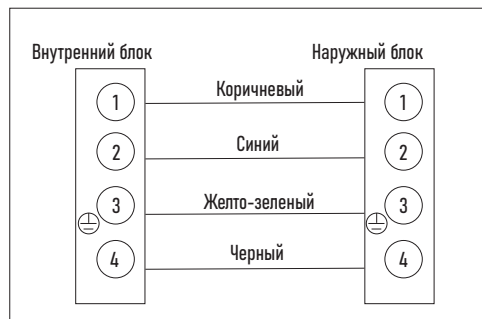 Внутренний блок Наружный блок
1 Коричневый 1
2 Синий 2
3 Желто-зеленый 3
4 Черный 4